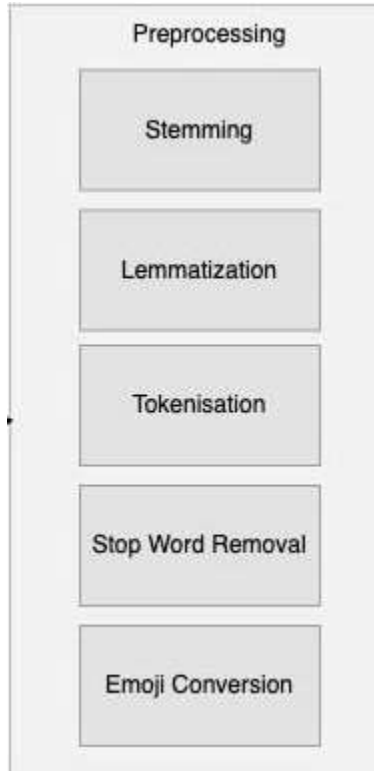 Preprocessing
Stemming
Lemmatization
Tokenisation
Stop Word Removal
Emoji Conversion